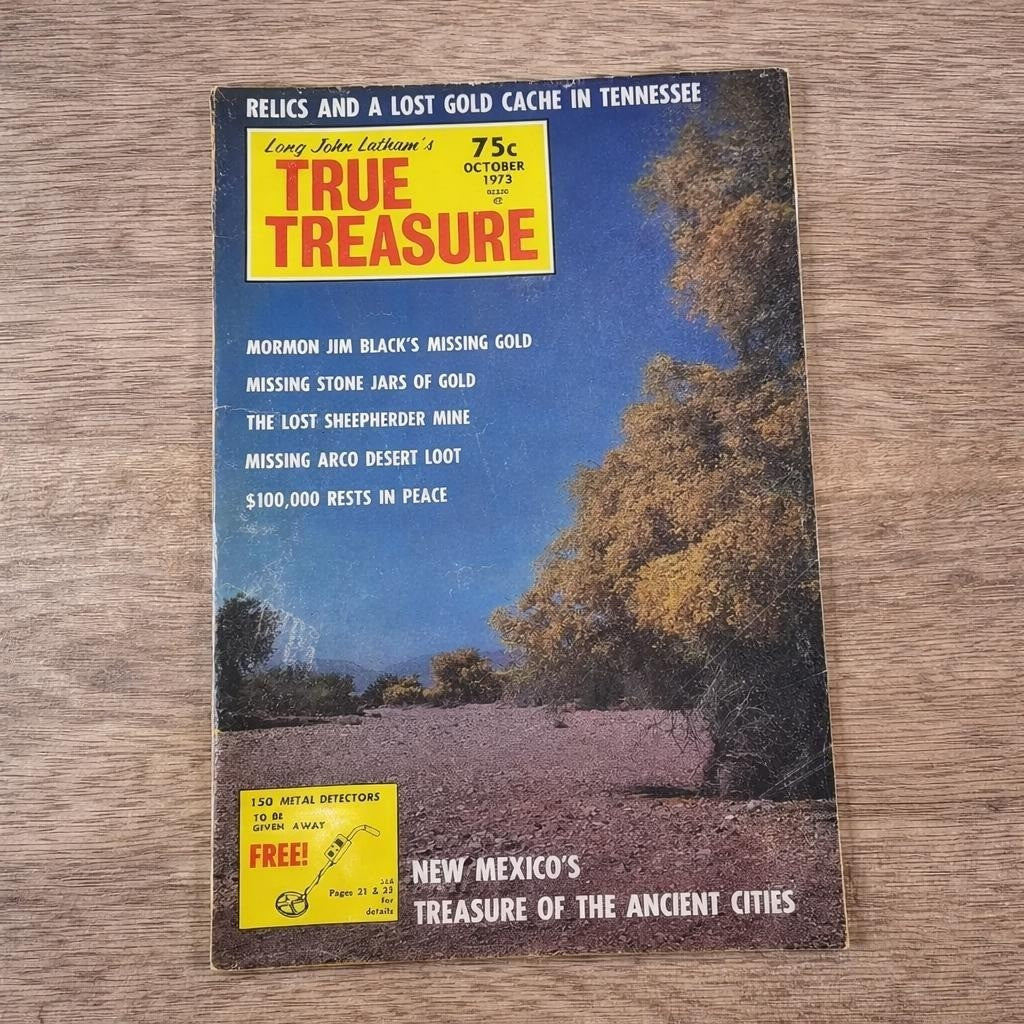 RELICS AND A LOST GOLD CACHE IN TENNESSEE
Long John Latham's
TRUE
TREASURE
75c
OCTOBER
1973
MORMON JIM BLACK'S MISSING GOLD
MISSING STONE JARS OF GOLD
THE LOST SHEEPHERDER MINE
MISSING ARCO DESERT LOOT
$100,000 RESTS IN PEACE
150 METAL DETECTORS
TO BE
GIVEN AWAY
FREE!
Pages 21 & 29
for
details
NEW MEXICO'S
TREASURE OF THE ANCIENT CITIES